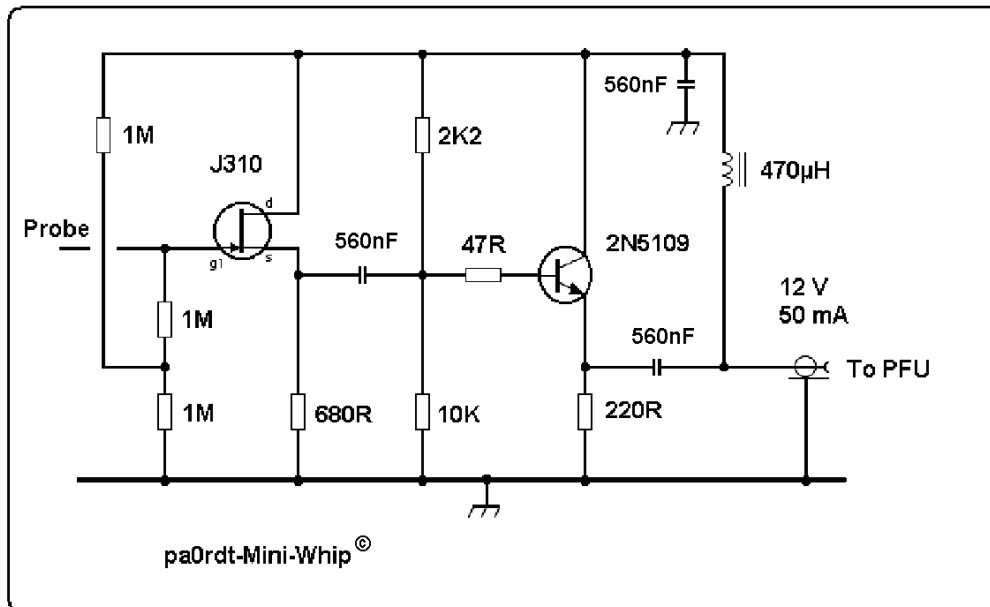 560nF
1M
2K2
J310
470µH
d
Probe
560nF
47R
2N5109
g1
s
12 V
50 mA
1M
560nF
To PFU
1M
680R
10K
220R
pa0rdt-Mini-Whip ©